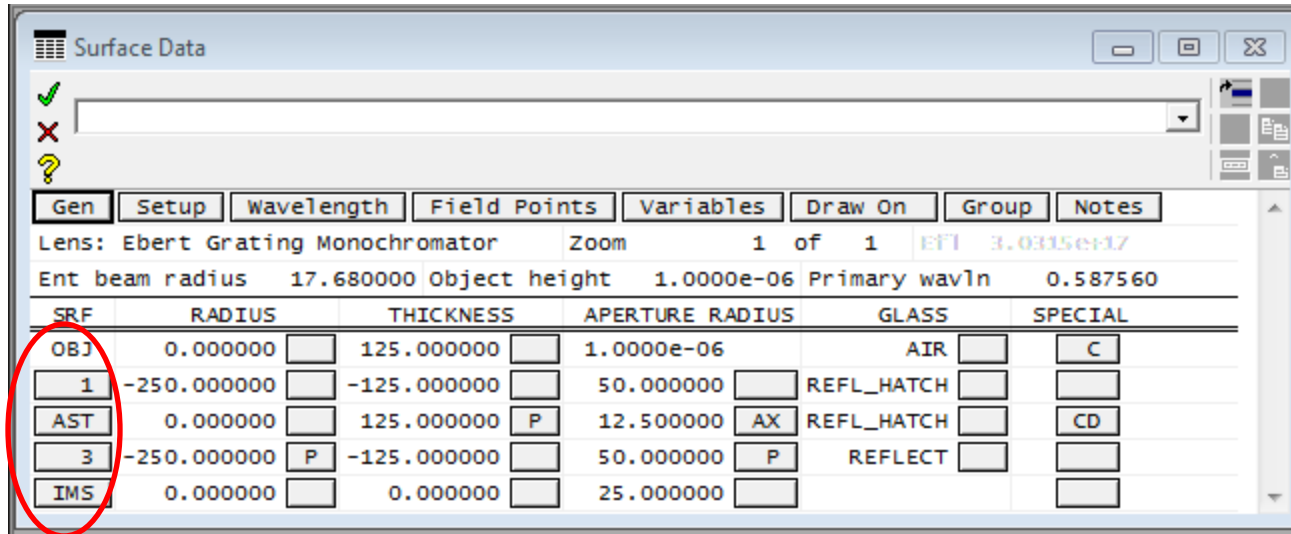 Surface Data
Gen Setup Wavelength Field Points Variables Draw On Group Notes
Lens: Ebert Grating Monochromator Zoom 1 of 1 Efl 3.0315e+17
Ent beam radius 17.680000 Object height 1.0000e-06 Primary wavln 0.587560
SRF RADIUS THICKNESS APERTURE RADIUS GLASS SPECIAL
OBJ 0.000000 125.000000 1.0000e-06 AIR C
1 -250.000000 -125.000000 50.000000 REFL_HATCH
AST 0.000000 125.000000 P 12.500000 AX REFL_HATCH CD
3 -250.000000 P -125.000000 50.000000 P REFLECT
IMS 0.000000 0.000000 25.000000